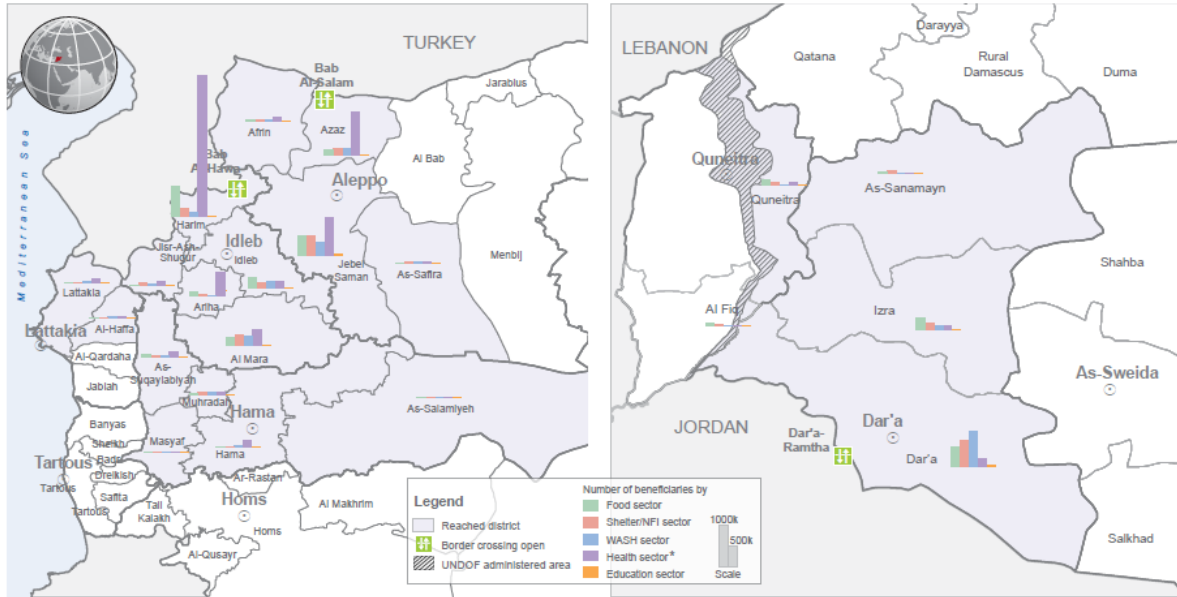 TURKEY
Bab
Al-Salam
Jarablus
Afrin
Azaz
Al Bab
Bab
Al-Hawa
Aleppo
Harim
Mediterranean Sea
Jisr-Ash-
Shugur
Idleb
Idleb
Jebel
Saman
As-Safira
Menbij
Lattakia
Ariha
Al-Haffa
Lattakia
Al-Qardaha
As-
Suqaylabiyah
Al Mara
Jablah
Muhradah
As-Salamiyeh
Banyas
Hama
Sheikh
Badr
Masyaf
Hama
Tartous
Dreikish
Tartous
Safita
Ar-Rastan
Tartous
Tall
Kalakh
Homs
Homs
Al Makhrim
Al-Qusayr
LEBANON
Darayya
Qatana
Rural
Damascus
Duma
Quneitra
Quneitra
As-Sanamayn
Shahba
Al Fiq
Izra
As-Sweida
JORDAN
Dar'a-
Ramtha
Dar'a
Dar'a
Salkhad
Legend
Reached district
Border crossing open
UNDOF administered area
Number of beneficiaries by
Food sector
Shelter/NFI sector
WASH sector
Health sector*
Education sector
1000k
500k
Scale